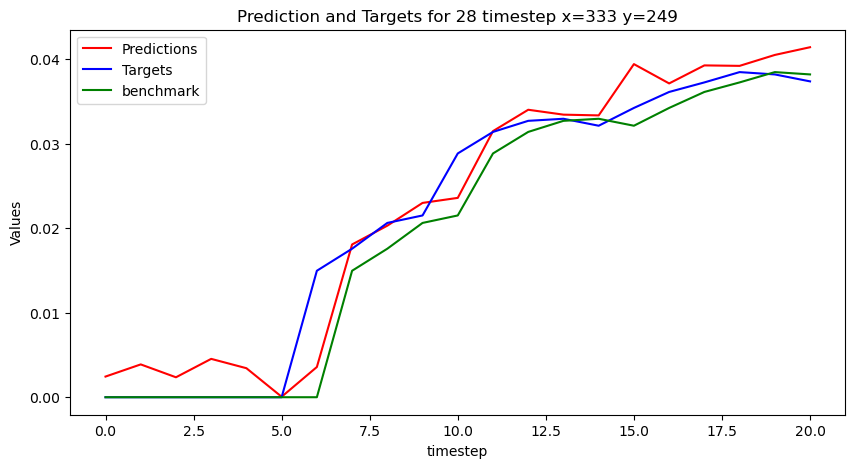 Prediction and Targets for 28 timestep x=333 y=249
Predictions
Targets
benchmark
Values
0.04
0.03
0.02
0.01
0.00
0.0 2.5 5.0 7.5 10.0 12.5 15.0 17.5 20.0
timestep